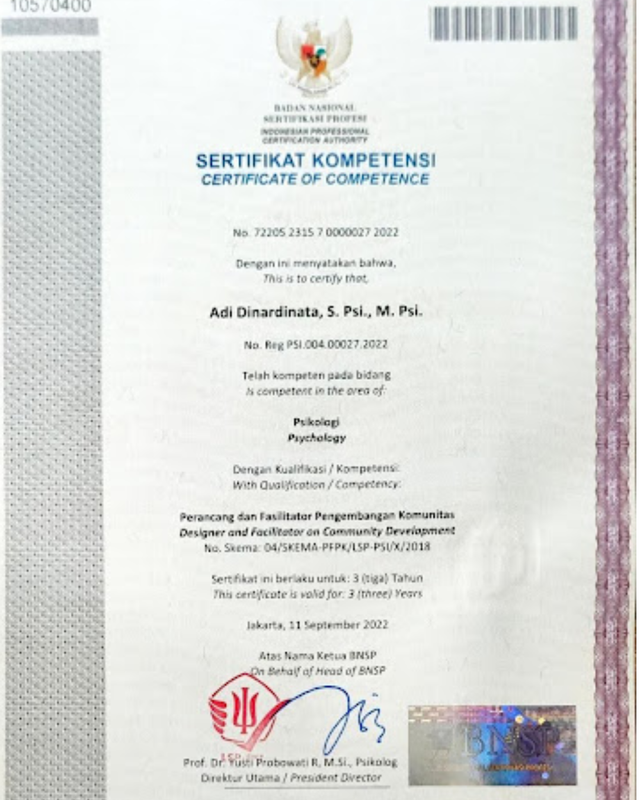 10570400
BADAN NASIONAL
SERTIFIKASI PROFESI
INDONESIAN PROFESSIONAL
CERTIFICATION AUTHORITY
SERTIFIKAT KOMPETENSI
CERTIFICATE OF COMPETENCE
No. 72205 2315 7 0000027 2022
Dengan ini menyatakan bahwa,
This is to certify that,
Adi Dinardinata, S. Psi., M. Psi.
No. Reg PSI.004.00027.2022
Telah kompeten pada bidang
Is competent in the area of:
Psikologi
Psychology
Dengan Kualifikasi / Kompetensi:
With Qualification / Competency:
Perancang dan Fasilitator Pengembangan Komunitas
Designer and Facilitator on Community Development
No. Skema: 04/SKEMA-PFPK/LSP-PSI/X/2018
Sertifikat ini berlaku untuk: 3 (tiga) Tahun
This certificate is valid for: 3 (three) Years
Jakarta, 11 September 2022
Atas Nama Ketua BNSP
On Behalf of Head of BNSP
LSP
BNSP
Prof. Dr. Yusti Probowati R, M.Si., Psikolog
Direktur Utama / President Director